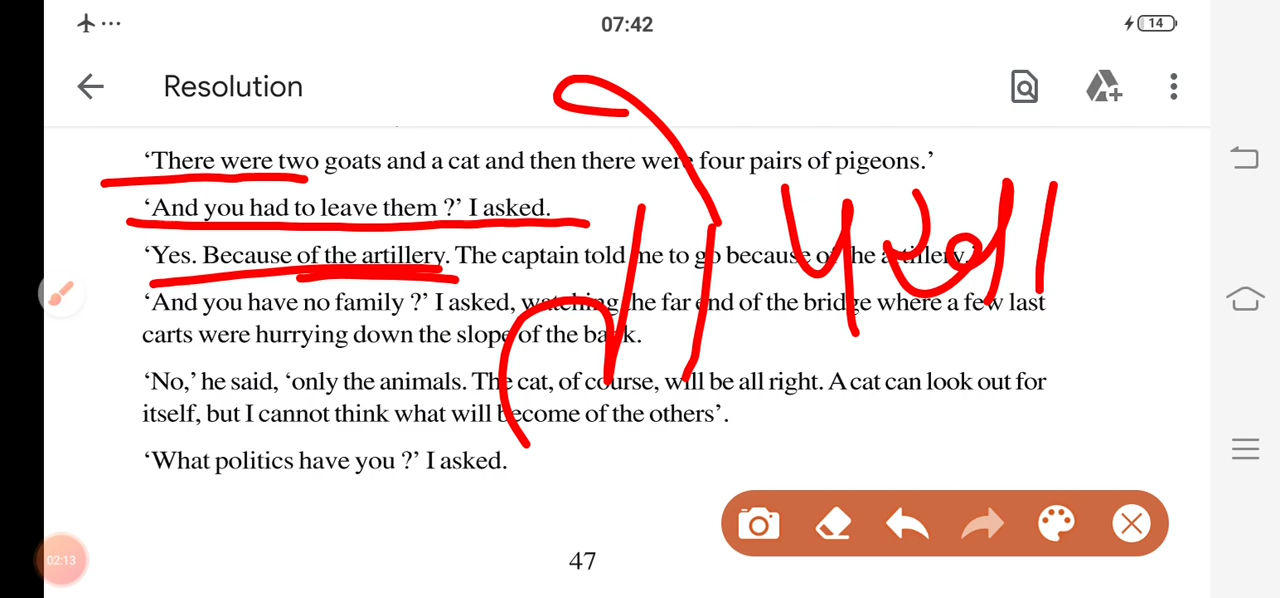 07:42
14
Resolution
‘There were two goats and a cat and then there were four pairs of pigeons.’
‘And you had to leave them ?’ I asked.
‘Yes. Because of the artillery. The captain told me to go because of the artillery.’
‘And you have no family ?’ I asked, watching the far end of the bridge where a few last
carts were hurrying down the slope of the bank.
‘No,’ he said, ‘only the animals. The cat, of course, will be all right. A cat can look out for
itself, but I cannot think what will become of the others’.
‘What politics have you ?’ I asked.
02:13
47